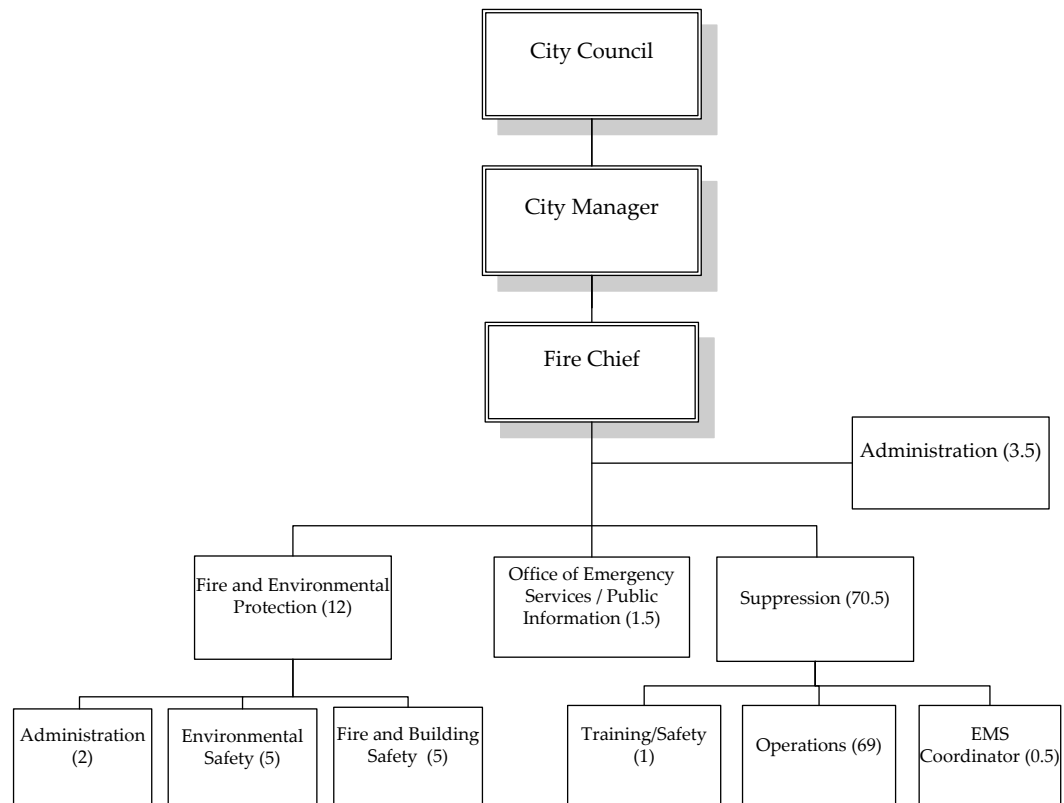 City Council
City Manager
Fire Chief
Administration (3.5)
Fire and Environmental
Protection (12)
Office of Emergency
Services / Public
Information (1.5)
Suppression (70.5)
Administration
(2)
Environmental
Safety (5)
Fire and Building
Safety (5)
Training/Safety
(1)
Operations (69)
EMS
Coordinator (0.5)